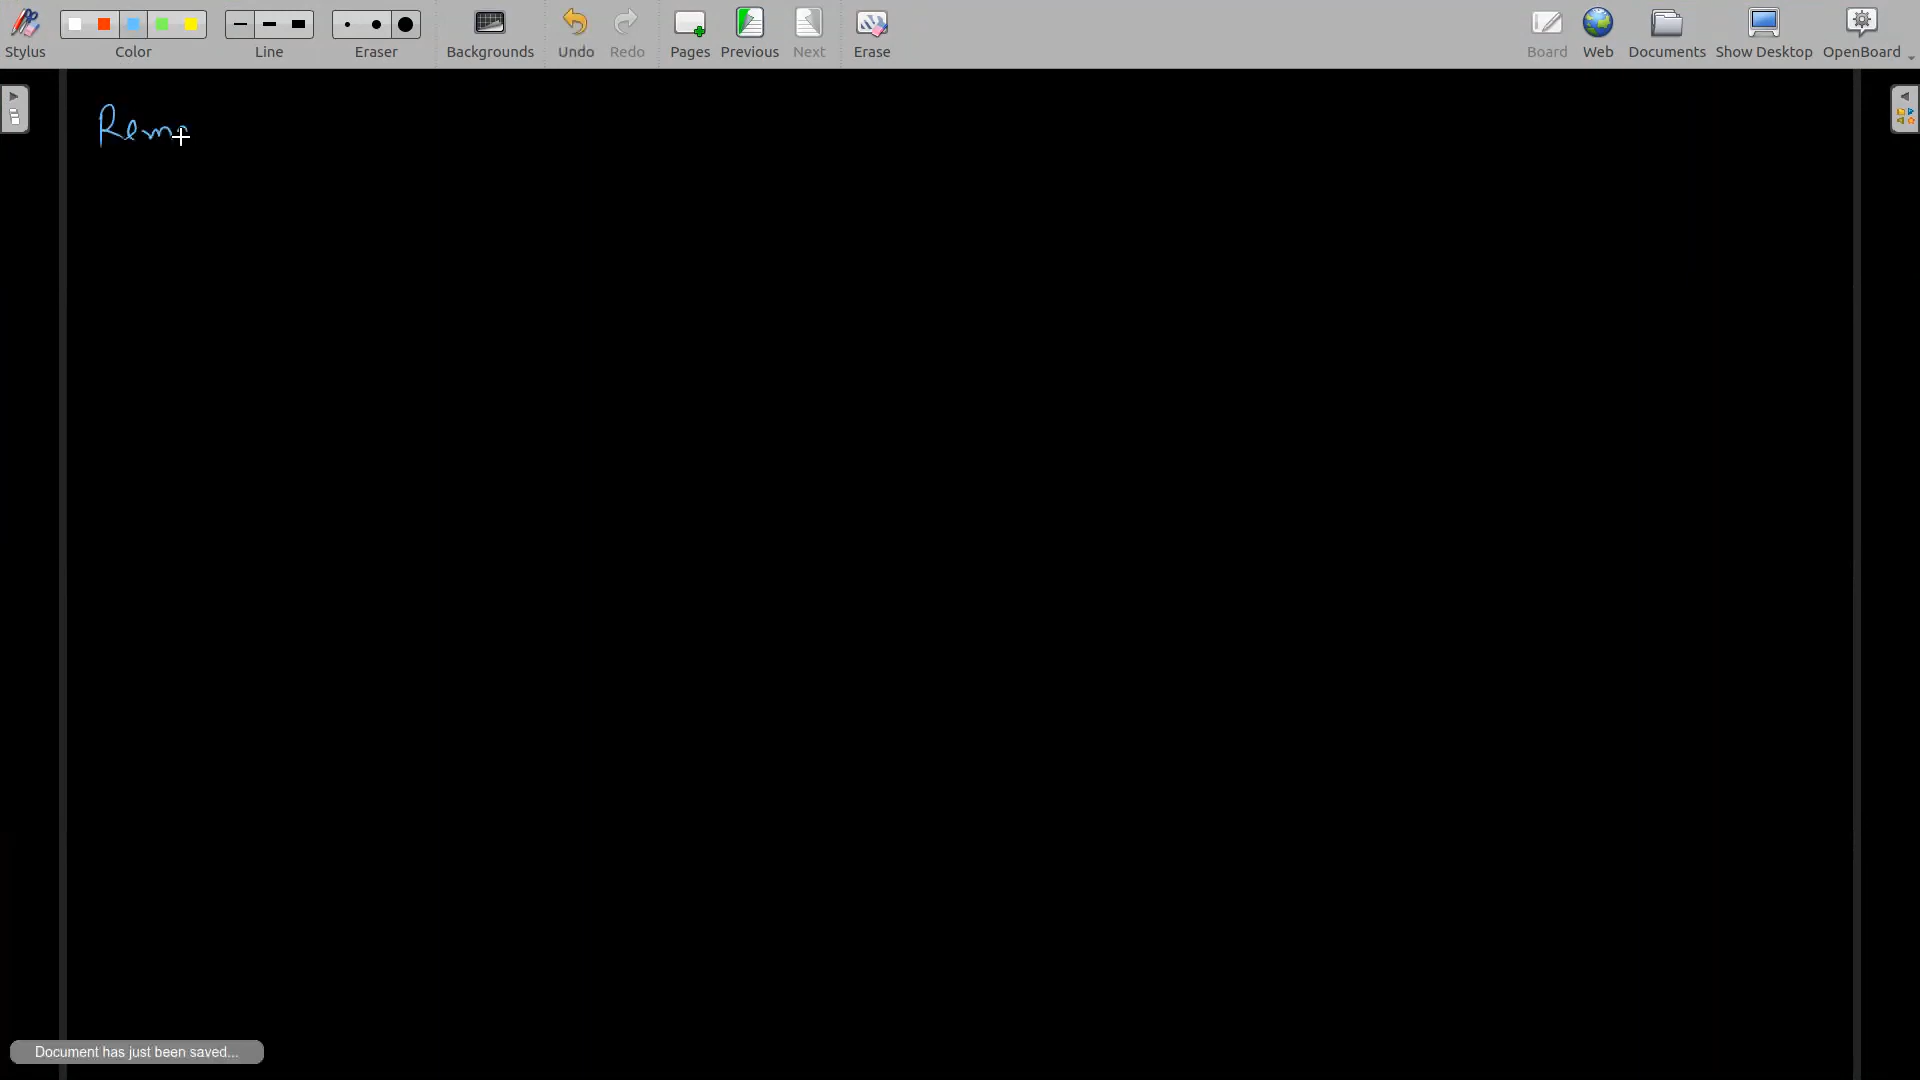 Stylus Color Line Eraser Backgrounds Undo Redo Pages Previous Next Erase Board Web Documents Show Desktop OpenBoard
Rem
Document has just been saved...